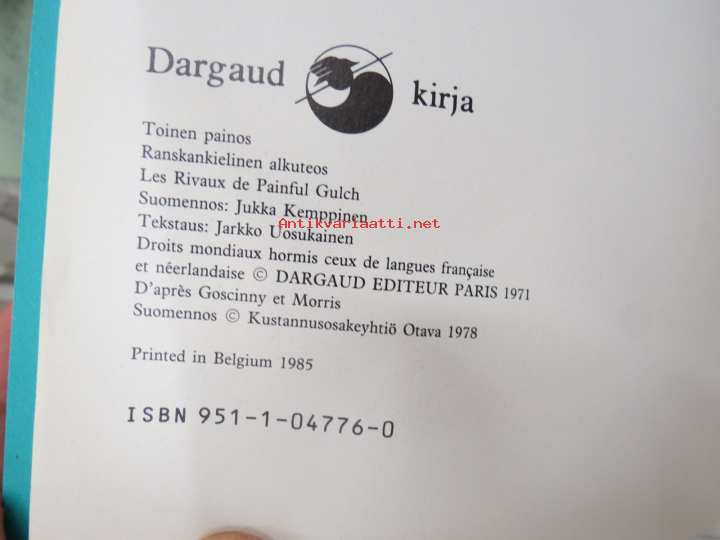 Dargaud kirja
Toinen painos
Ranskankielinen alkuteos
Les Rivaux de Painful Gulch
Suomennos: Jukka Kemppinen
Antikvariaatti.net
Tekstaus: Jarkko Uosukainen
Droits mondiaux hormis ceux de langues française
et néerlandaise © DARGAUD EDITEUR PARIS 1971
D'après Goscinny et Morris
Suomennos © Kustannusosakeyhtiö Otava 1978
Printed in Belgium 1985
ISBN 951-1-04776-0